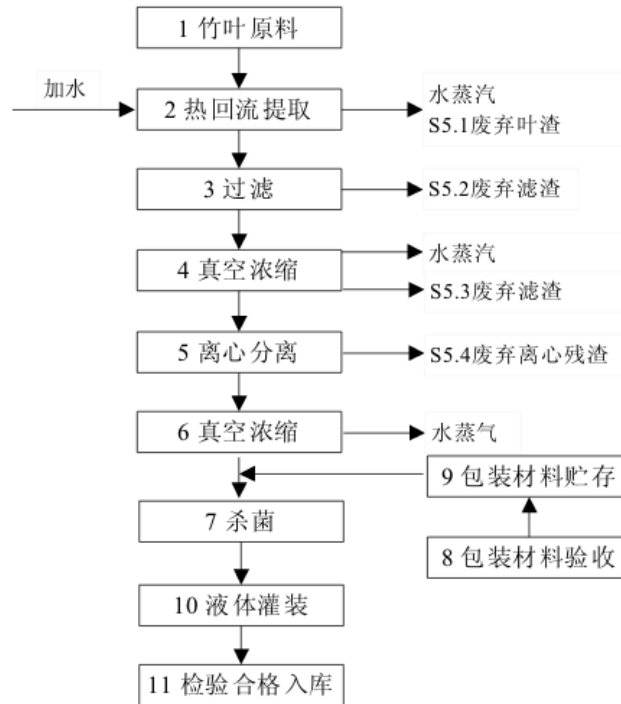 1 竹叶原料
加水
2 热回流提取
水蒸汽
S5.1废弃叶渣
3 过滤
S5.2废弃滤渣
4 真空浓缩
水蒸汽
S5.3废弃滤渣
5 离心分离
S5.4废弃离心残渣
6 真空浓缩
水蒸气
9 包装材料贮存
7 杀菌
8 包装材料验收
10 液体灌装
11 检验合格入库